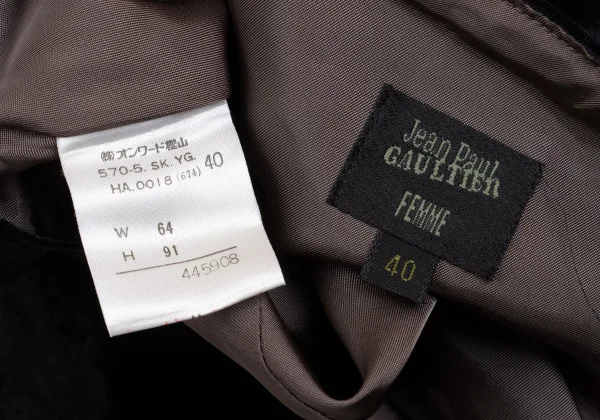 ㈱オンワード樫山
570-5. SK. YG. 40
HA.0018 (674)
W 64
H 91
445908
Jean Paul
GAULTIER
FEMME
40